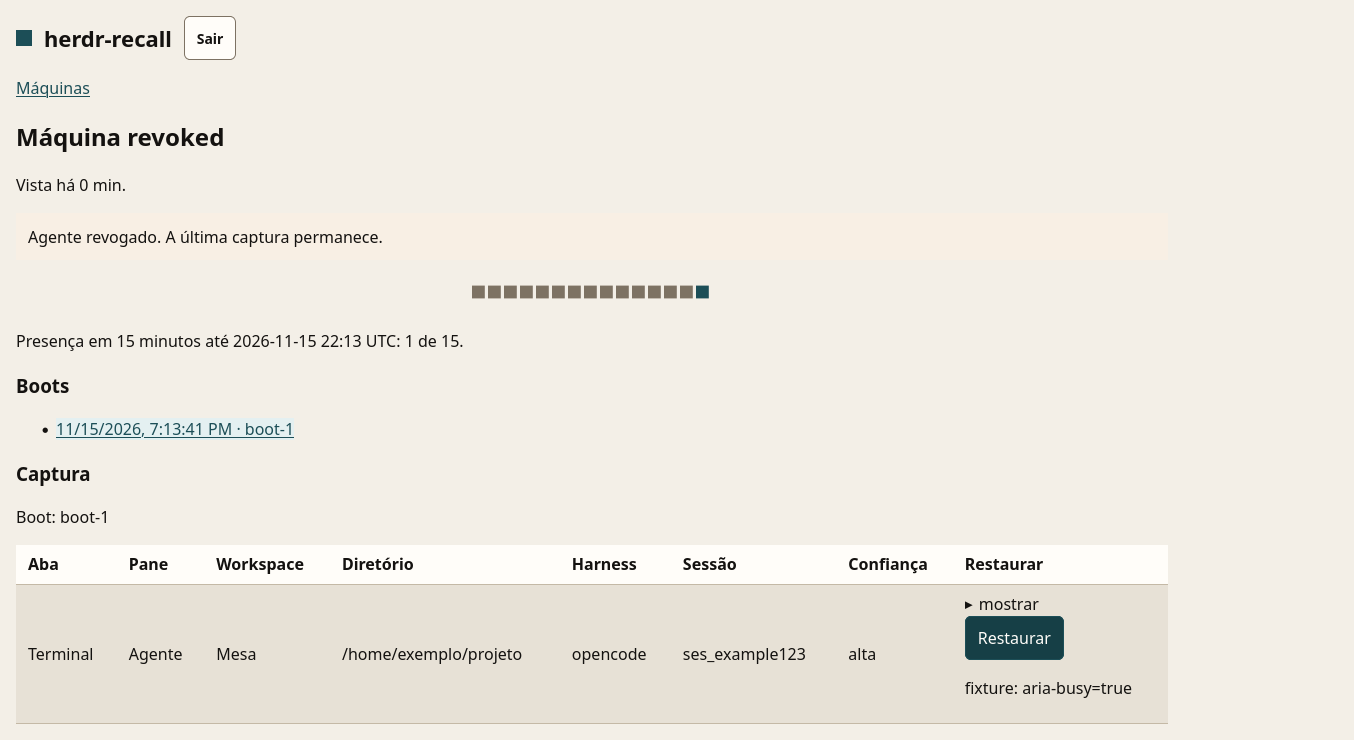 herdr-recall Sair
Máquinas
Máquina revoked
Vista há 0 min.
Agente revogado. A última captura permanece.
Presença em 15 minutos até 2026-11-15 22:13 UTC: 1 de 15.
Boots
11/15/2026, 7:13:41 PM · boot-1
Captura
Boot: boot-1
Aba Pane Workspace Diretório Harness Sessão Confiança Restaurar
mostrar
Restaurar
Terminal Agente Mesa /home/exemplo/projeto opencode ses_example123 alta
fixture: aria-busy=true